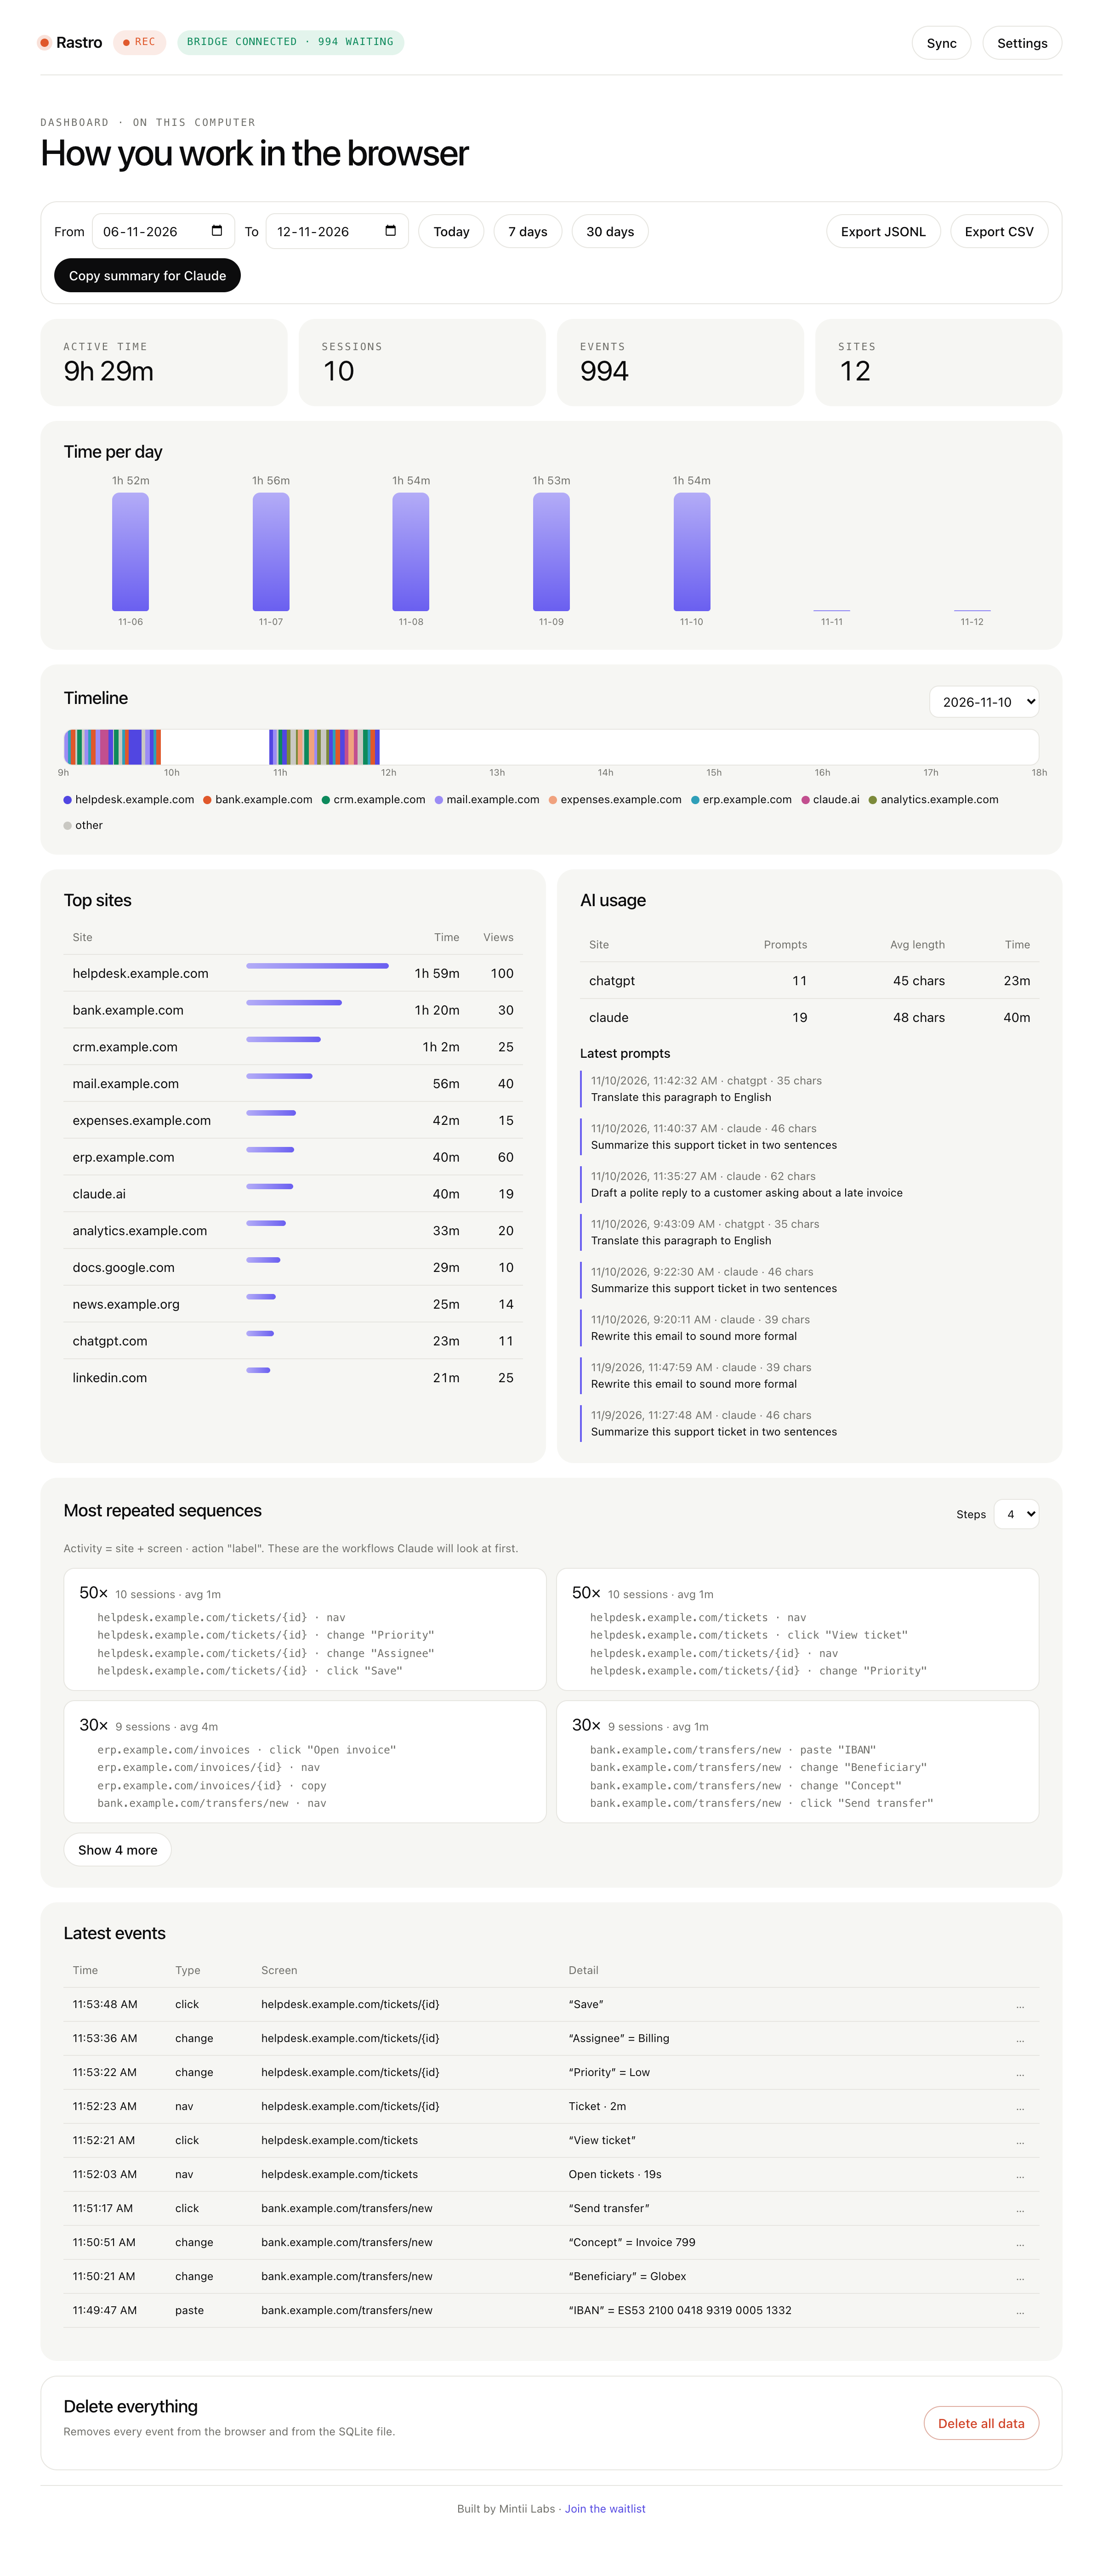 Rastro
REC
BRIDGE CONNECTED · 994 WAITING
Sync
Settings
DASHBOARD · ON THIS COMPUTER
How you work in the browser
From
06-11-2026
To
12-11-2026
Today
7 days
30 days
Export JSONL
Export CSV
Copy summary for Claude
ACTIVE TIME
9h 29m
SESSIONS
10
EVENTS
994
SITES
12
Time per day
1h 52m
1h 56m
1h 54m
1h 53m
1h 54m
11-06
11-07
11-08
11-09
11-10
11-11
11-12
Timeline
2026-11-10
9h
10h
11h
12h
13h
14h
15h
16h
17h
18h
helpdesk.example.com
bank.example.com
crm.example.com
mail.example.com
expenses.example.com
erp.example.com
claude.ai
analytics.example.com
other
Top sites
Site Time Views
helpdesk.example.com 1h 59m 100
bank.example.com 1h 20m 30
crm.example.com 1h 2m 25
mail.example.com 56m 40
expenses.example.com 42m 15
erp.example.com 40m 60
claude.ai 40m 19
analytics.example.com 33m 20
docs.google.com 29m 10
news.example.org 25m 14
chatgpt.com 23m 11
linkedin.com 21m 25
AI usage
Site Prompts Avg length Time
chatgpt 11 45 chars 23m
claude 19 48 chars 40m
Latest prompts
11/10/2026, 11:42:32 AM · chatgpt · 35 chars
Translate this paragraph to English
11/10/2026, 11:40:37 AM · claude · 46 chars
Summarize this support ticket in two sentences
11/10/2026, 11:35:27 AM · claude · 62 chars
Draft a polite reply to a customer asking about a late invoice
11/10/2026, 9:43:09 AM · chatgpt · 35 chars
Translate this paragraph to English
11/10/2026, 9:22:30 AM · claude · 46 chars
Summarize this support ticket in two sentences
11/10/2026, 9:20:11 AM · claude · 39 chars
Rewrite this email to sound more formal
11/9/2026, 11:47:59 AM · claude · 39 chars
Rewrite this email to sound more formal
11/9/2026, 11:27:48 AM · claude · 46 chars
Summarize this support ticket in two sentences
Most repeated sequences
Steps
4
Activity = site + screen · action "label". These are the workflows Claude will look at first.
50× 10 sessions · avg 1m
helpdesk.example.com/tickets/{id} · nav
helpdesk.example.com/tickets/{id} · change "Priority"
helpdesk.example.com/tickets/{id} · change "Assignee"
helpdesk.example.com/tickets/{id} · click "Save"
50× 10 sessions · avg 1m
helpdesk.example.com/tickets · nav
helpdesk.example.com/tickets · click "View ticket"
helpdesk.example.com/tickets/{id} · nav
helpdesk.example.com/tickets/{id} · change "Priority"
30× 9 sessions · avg 4m
erp.example.com/invoices · click "Open invoice"
erp.example.com/invoices/{id} · nav
erp.example.com/invoices/{id} · copy
bank.example.com/transfers/new · nav
30× 9 sessions · avg 1m
bank.example.com/transfers/new · paste "IBAN"
bank.example.com/transfers/new · change "Beneficiary"
bank.example.com/transfers/new · change "Concept"
bank.example.com/transfers/new · click "Send transfer"
Show 4 more
Latest events
Time Type Screen Detail
11:53:48 AM click helpdesk.example.com/tickets/{id} “Save” ...
11:53:36 AM change helpdesk.example.com/tickets/{id} “Assignee” = Billing ...
11:53:22 AM change helpdesk.example.com/tickets/{id} “Priority” = Low ...
11:52:23 AM nav helpdesk.example.com/tickets/{id} Ticket · 2m ...
11:52:21 AM click helpdesk.example.com/tickets “View ticket” ...
11:52:03 AM nav helpdesk.example.com/tickets Open tickets · 19s ...
11:51:17 AM click bank.example.com/transfers/new “Send transfer” ...
11:50:51 AM change bank.example.com/transfers/new “Concept” = Invoice 799 ...
11:50:21 AM change bank.example.com/transfers/new “Beneficiary” = Globex ...
11:49:47 AM paste bank.example.com/transfers/new “IBAN” = ES53 2100 0418 9319 0005 1332 ...
Delete everything
Removes every event from the browser and from the SQLite file.
Delete all data
Built by Mintii Labs · Join the waitlist